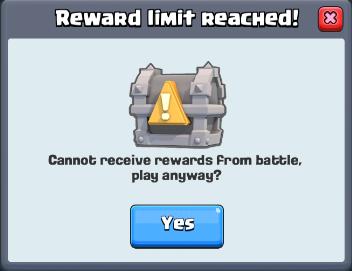 Reward limit reached!
Cannot receive rewards from battle,
play anyway?
Yes